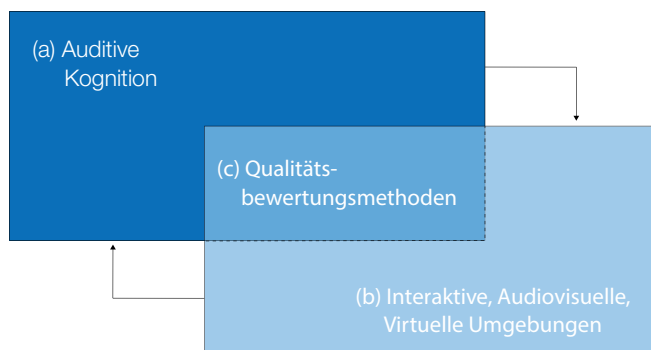 (a) Auditive
Kognition
(c) Qualitäts-
bewertungsmethoden
(b) Interaktive, Audiovisuelle,
Virtuelle Umgebungen